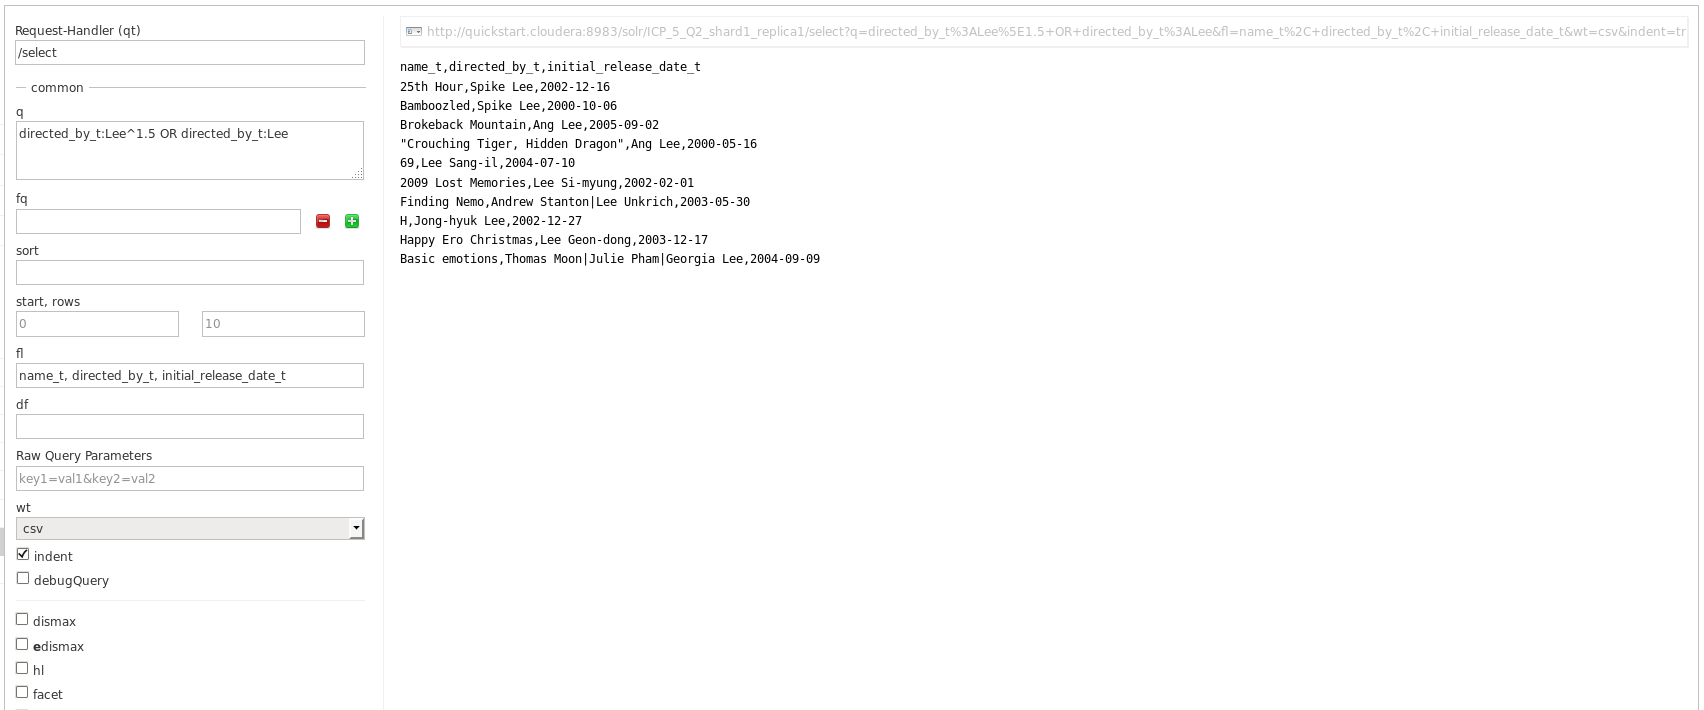 Request-Handler (qt)
/select
common
q
directed_by_t:Lee^1.5 OR directed_by_t:Lee
fq
sort
start, rows
0
10
fl
name_t, directed_by_t, initial_release_date_t
df
Raw Query Parameters
key1=val1&key2=val2
wt
csv
indent
debugQuery
dismax
edismax
hl
facet
http://quickstart.cloudera:8983/solr/ICP_5_Q2_shard1_replica1/select?q=directed_by_t%3ALee%5E1.5+OR+directed_by_t%3ALee&fl=name_t%2C+directed_by_t%2C+initial_release_date_t&wt=csv&indent=tr
name_t,directed_by_t,initial_release_date_t
25th Hour,Spike Lee,2002-12-16
Bamboozled,Spike Lee,2000-10-06
Brokeback Mountain,Ang Lee,2005-09-02
"Crouching Tiger, Hidden Dragon",Ang Lee,2000-05-16
69,Lee Sang-il,2004-07-10
2009 Lost Memories,Lee Si-myung,2002-02-01
Finding Nemo,Andrew Stanton|Lee Unkrich,2003-05-30
H,Jong-hyuk Lee,2002-12-27
Happy Ero Christmas,Lee Geon-dong,2003-12-17
Basic emotions,Thomas Moon|Julie Pham|Georgia Lee,2004-09-09